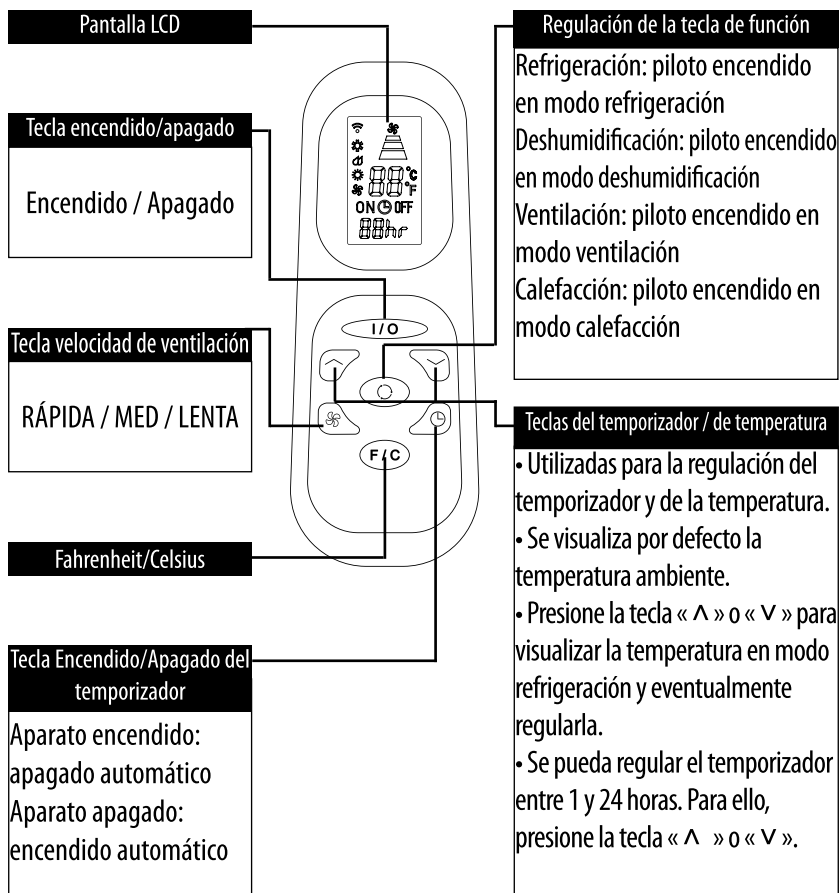 Pantalla LCD
Tecla encendido/apagado
Encendido / Apagado
Tecla velocidad de ventilación
RÁPIDA / MED / LENTA
Fahrenheit/Celsius
Tecla Encendido/Apagado del
temporizador
Aparato encendido:
apagado automático
Aparato apagado:
encendido automático
°C
°F
ON OFF
88hr
I/O
F/C
Regulación de la tecla de función
Refrigeración: piloto encendido
en modo refrigeración
Deshumidificación: piloto encendido
en modo deshumidificación
Ventilación: piloto encendido en
modo ventilación
Calefacción: piloto encendido en
modo calefacción
Teclas del temporizador / de temperatura
• Utilizadas para la regulación del
temporizador y de la temperatura.
• Se visualiza por defecto la
temperatura ambiente.
• Presione la tecla « ᐱ » o « ᐯ » para
visualizar la temperatura en modo
refrigeración y eventualmente
regularla.
• Se pueda regular el temporizador
entre 1 y 24 horas. Para ello,
presione la tecla « ᐱ » o « ᐯ ».